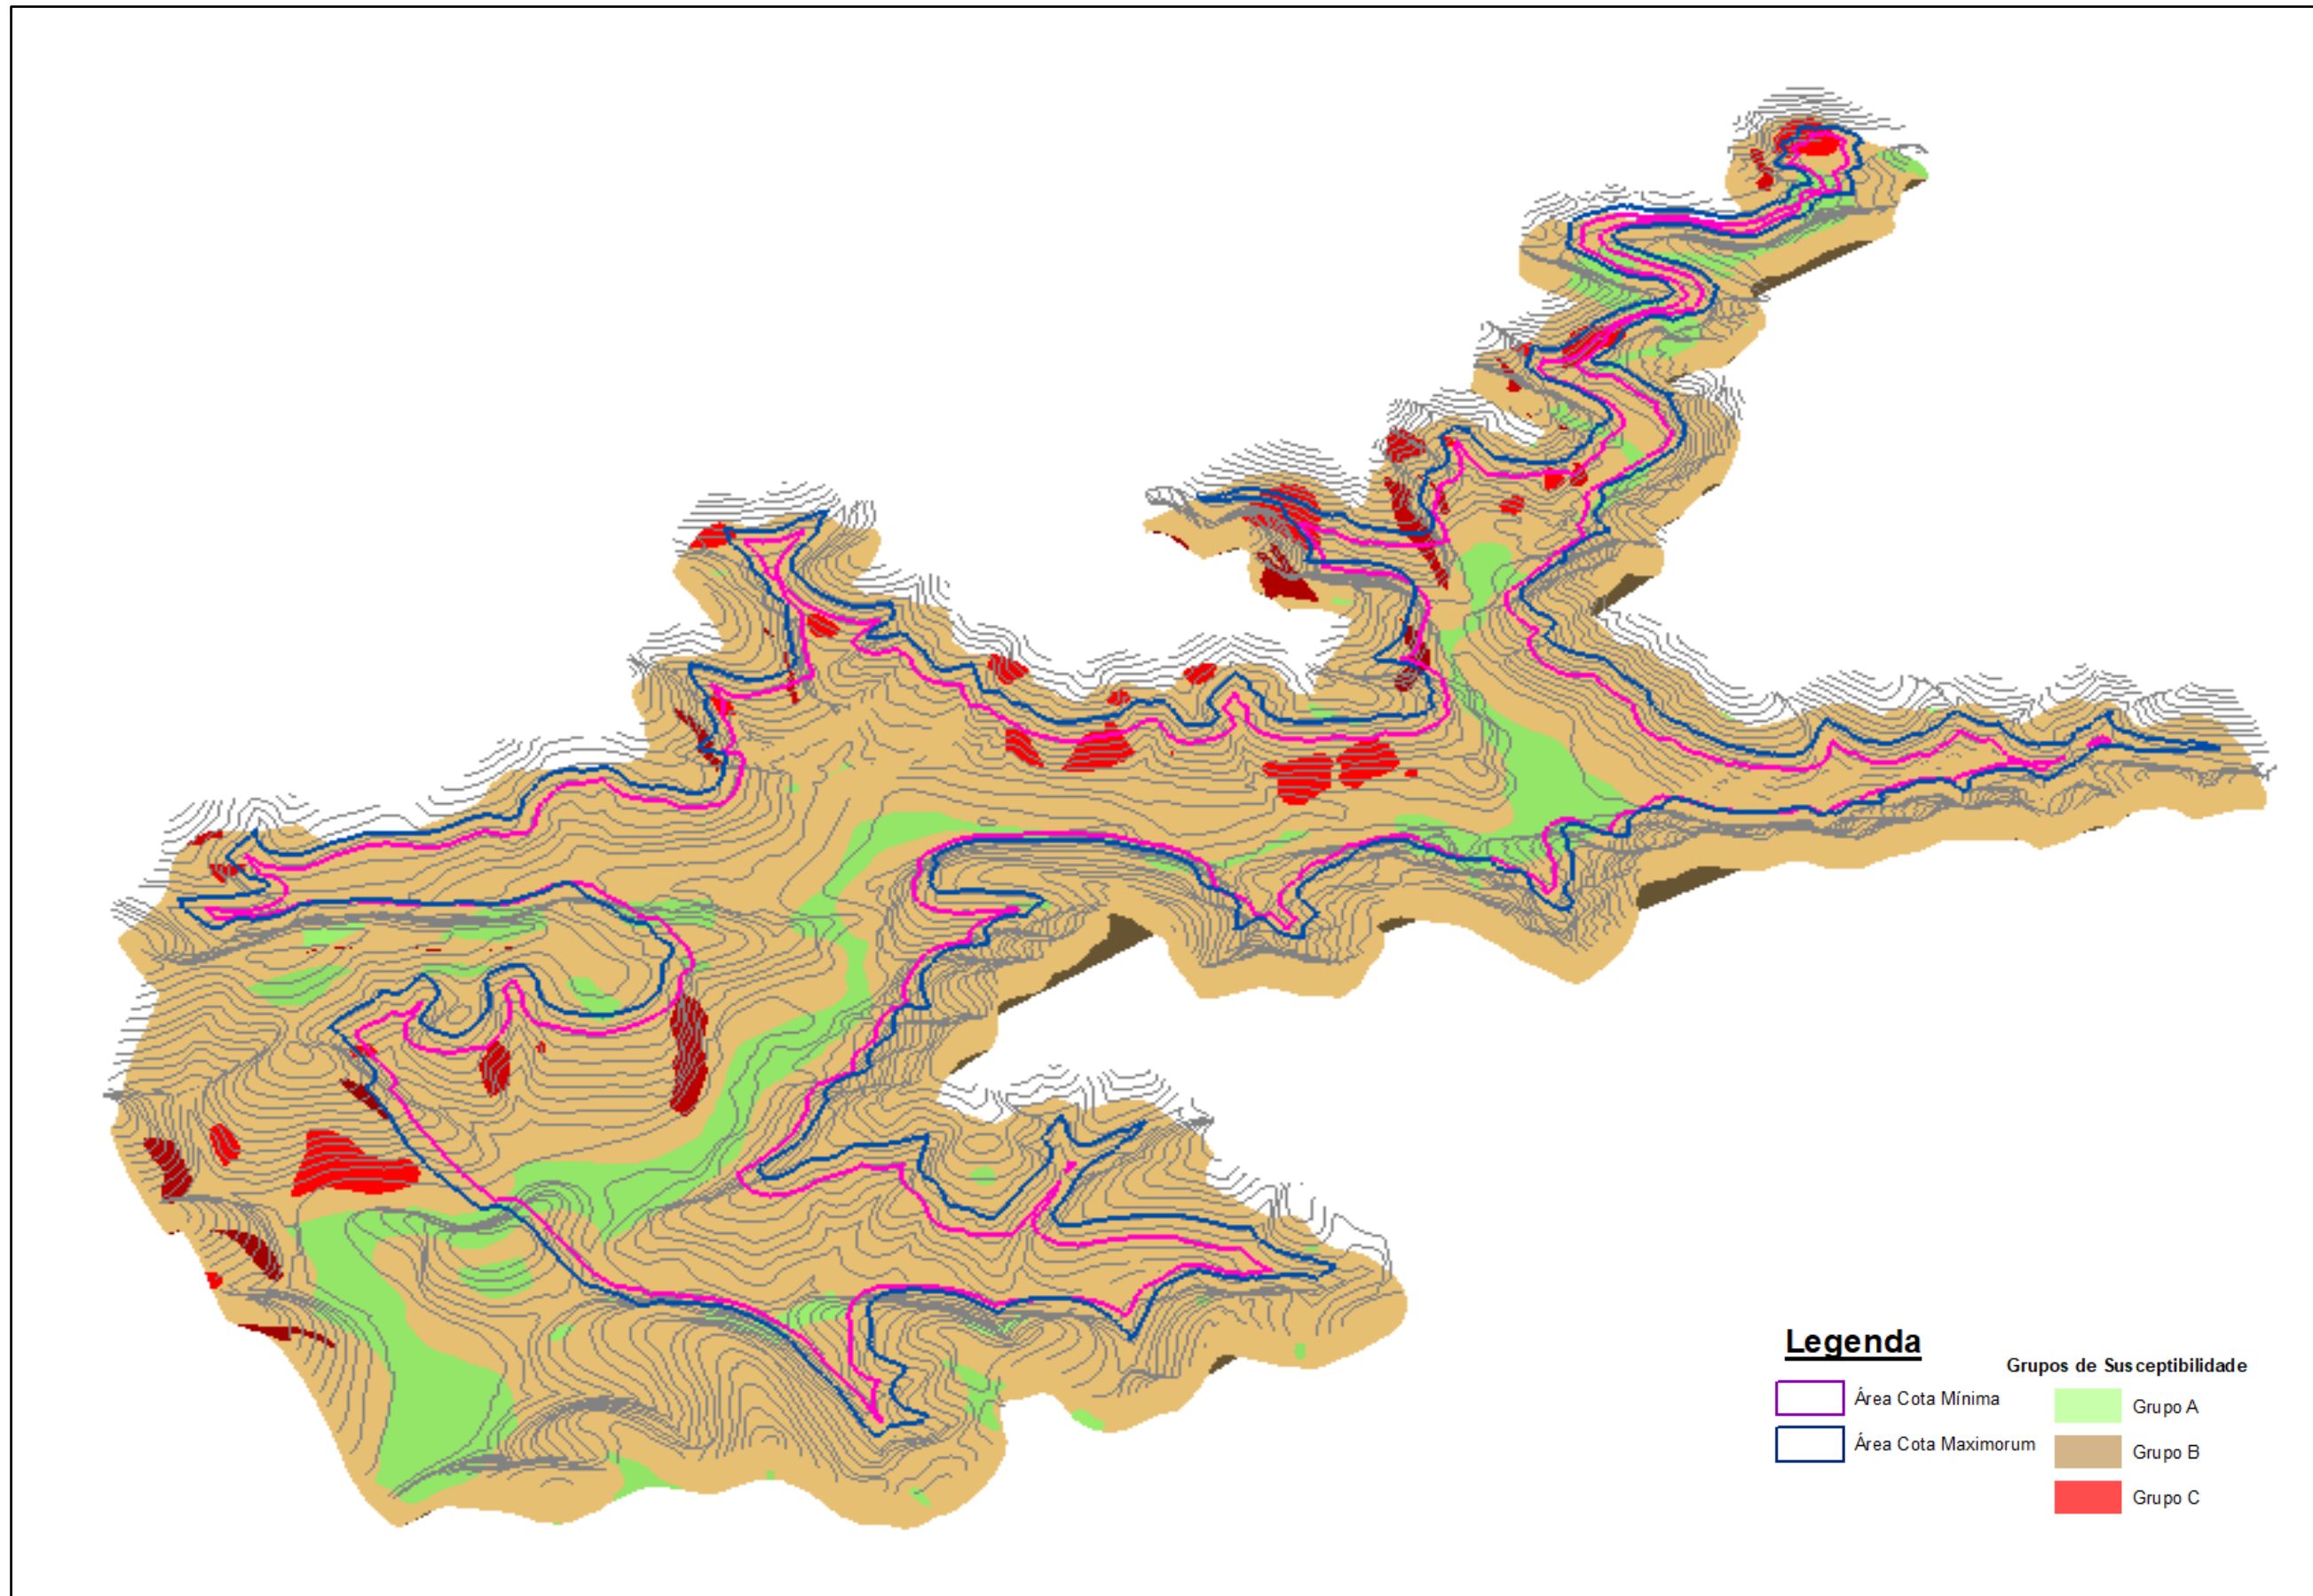 Legenda
Grupos de Susceptibilidade
Área Cota Mínima
Área Cota Maximorum
Grupo A
Grupo B
Grupo C